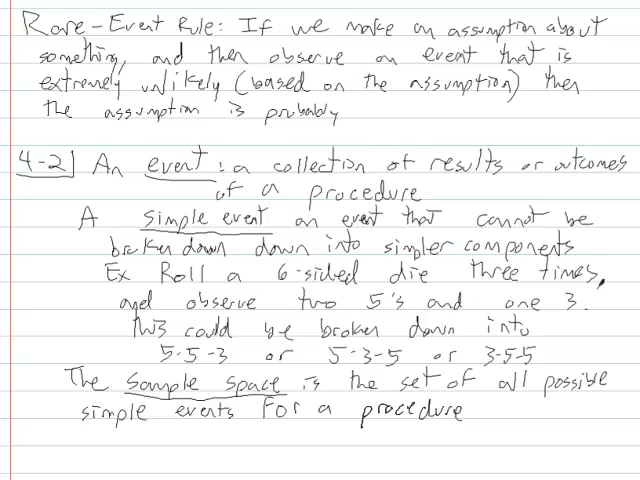 Rare-Event Rule: If we make an assumption about
something, and then observe an event that is
extremely unlikely (based on the assumption) then
the assumption is probably
4-2 An event: a collection of results or outcomes
of a procedure
A simple event an event that cannot be
broken down down into simpler components
Ex Roll a 6-sided die three times,
and observe two 5's and one 3.
This could be broken down into
5-5-3 or 5-3-5 or 3-5-5
The sample space is the set of all possible
simple events for a procedure